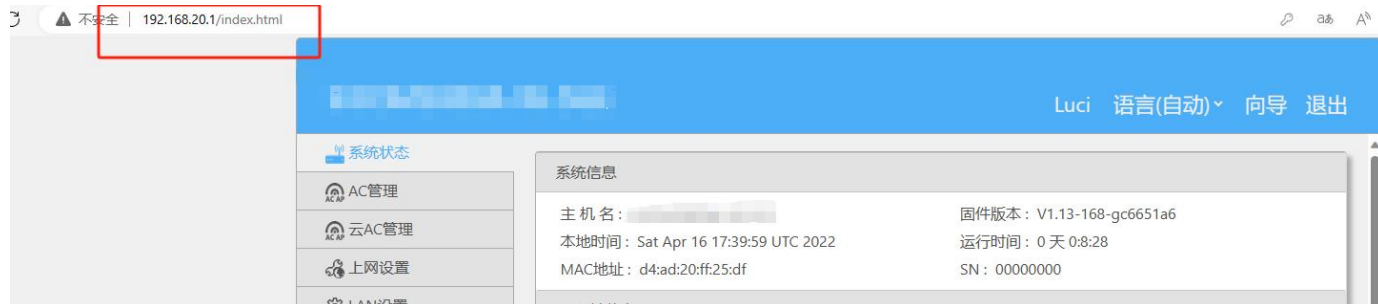 不安全 | 192.168.20.1/index.html
aあ A
Luci 语言(自动) 向导 退出
系统状态
AC管理
云AC管理
上网设置
系统信息
主机名:
固件版本: V1.13-168-gc6651a6
本地时间: Sat Apr 16 17:39:59 UTC 2022
运行时间: 0 天 0:8:28
MAC地址: d4:ad:20:ff:25:df
SN: 00000000